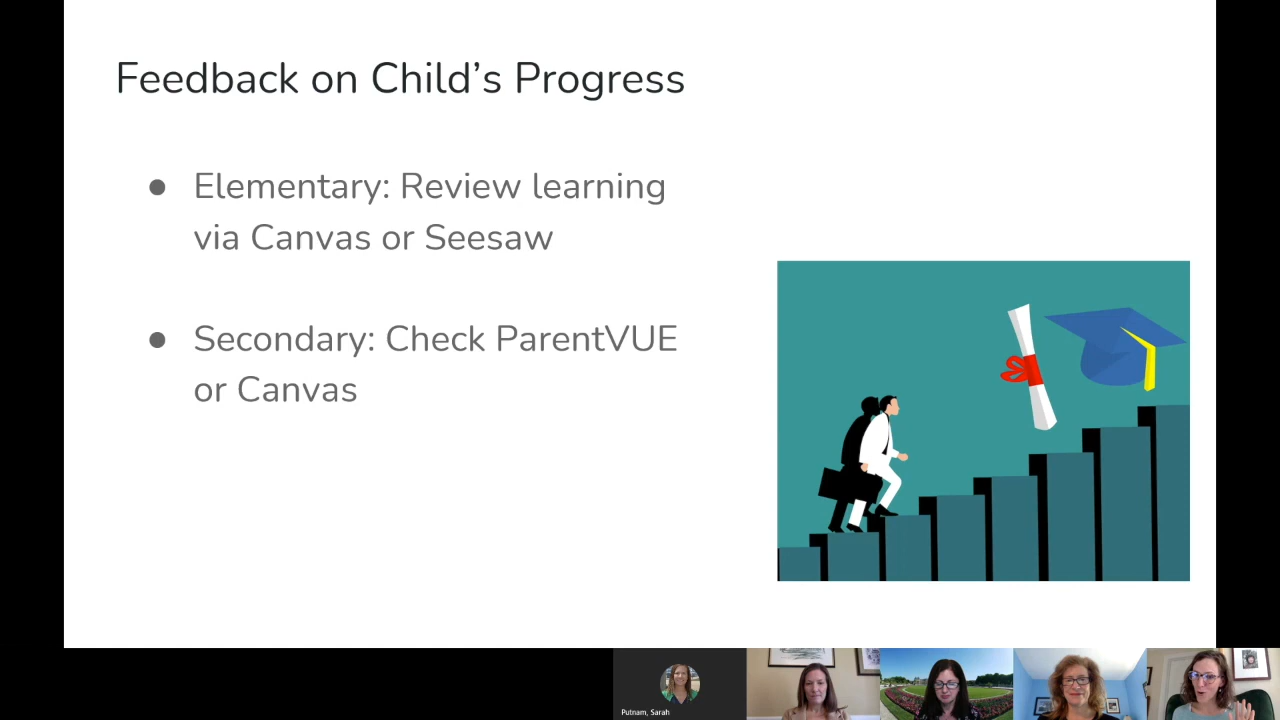 Feedback on Child's Progress
● Elementary: Review learning
via Canvas or Seesaw
● Secondary: Check ParentVUE
or Canvas
Putnam, Sarah